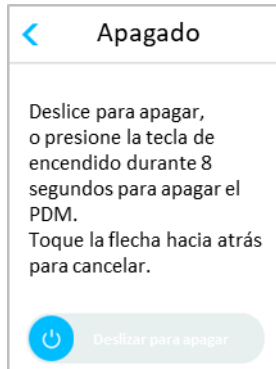 Apagado
Deslice para apagar,
o presione la tecla de
encendido durante 8
segundos para apagar el
PDM.
Toque la flecha hacia atrás
para cancelar.
Deslizar para apagar